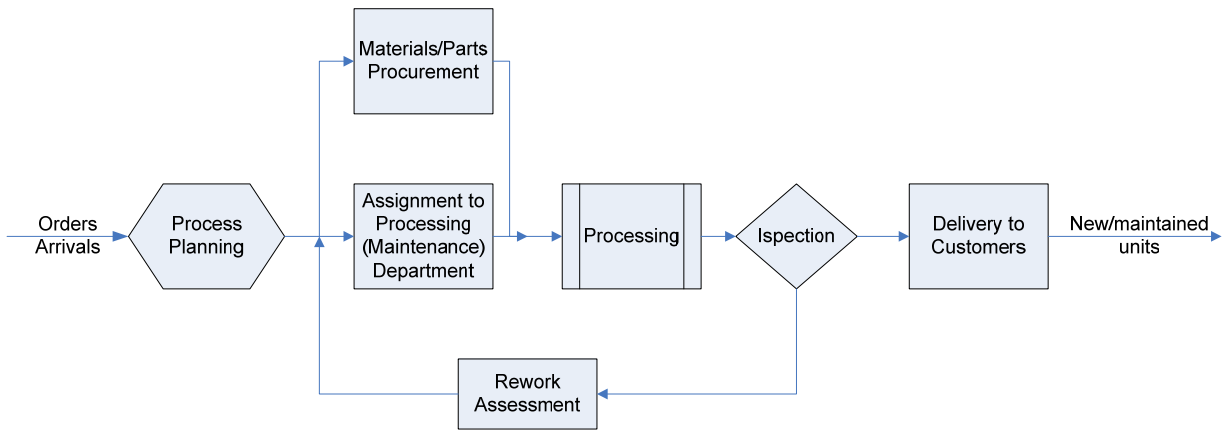 Materials/Parts
Procurement
Orders
Arrivals
Process
Planning
Assignment to
Processing
(Maintenance)
Department
Processing
Ispection
Delivery to
Customers
New/maintained
units
Rework
Assessment